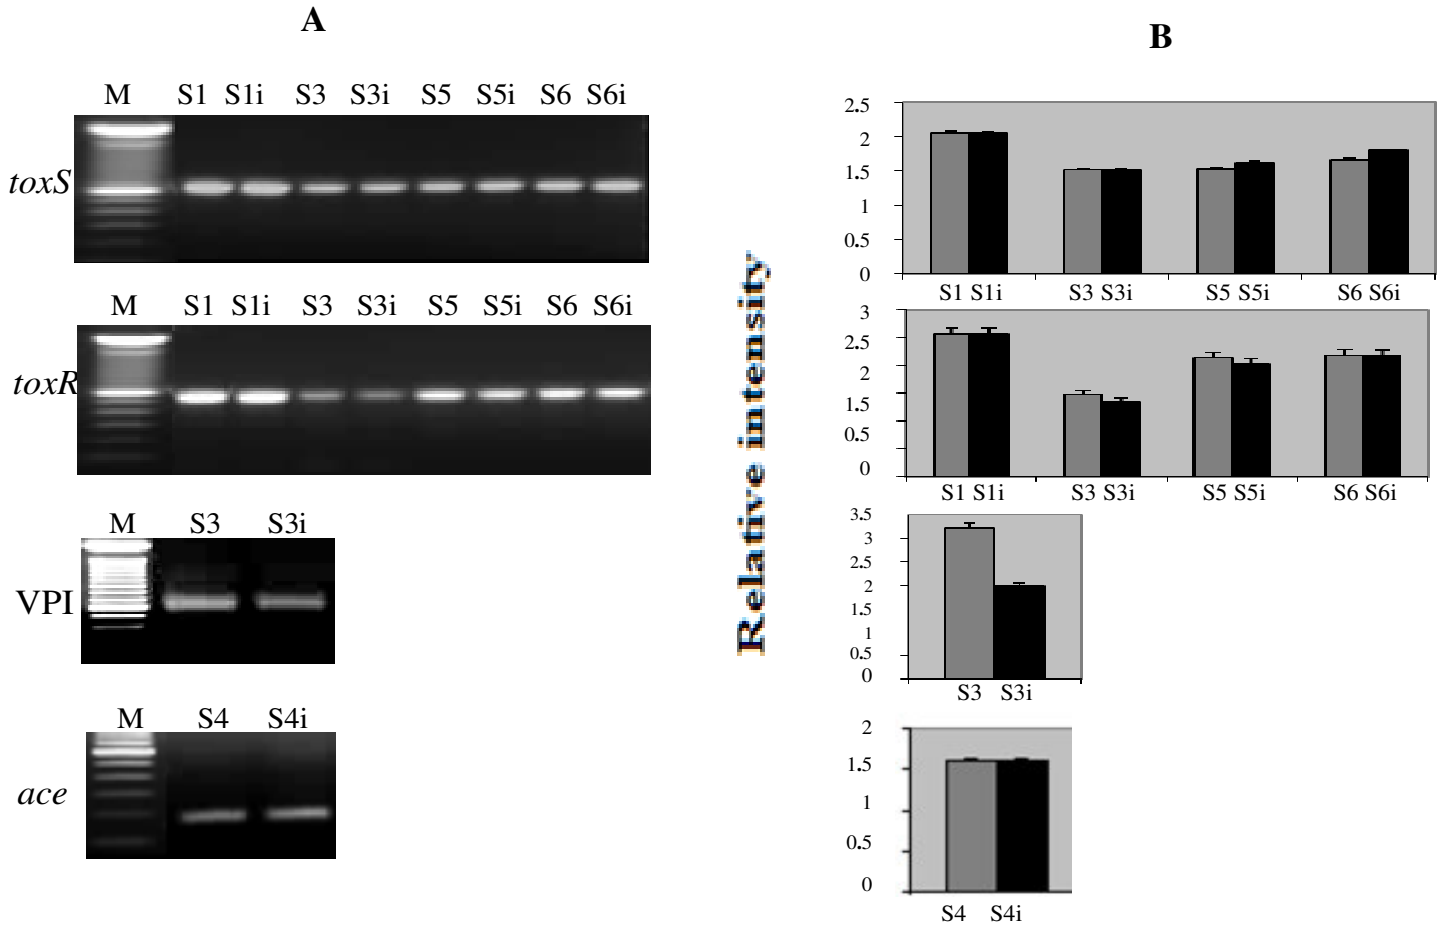 A
M S1 S1i S3 S3i S5 S5i S6 S6i
toxS
M S1 S1i S3 S3i S5 S5i S6 S6i
toxR
M S3 S3i
VPI
M S4 S4i
ace
B
Relative intensity
2.5
2
1.5
1
0.5
0
S1 S1i S3 S3i S5 S5i S6 S6i
3
2.5
2
1.5
0.5
0
S1 S1i S3 S3i S5 S5i S6 S6i
3.5
3
2.5
2
1.5
1
0.5
0
S3 S3i
2
1.5
1
0.5
0
S4 S4i